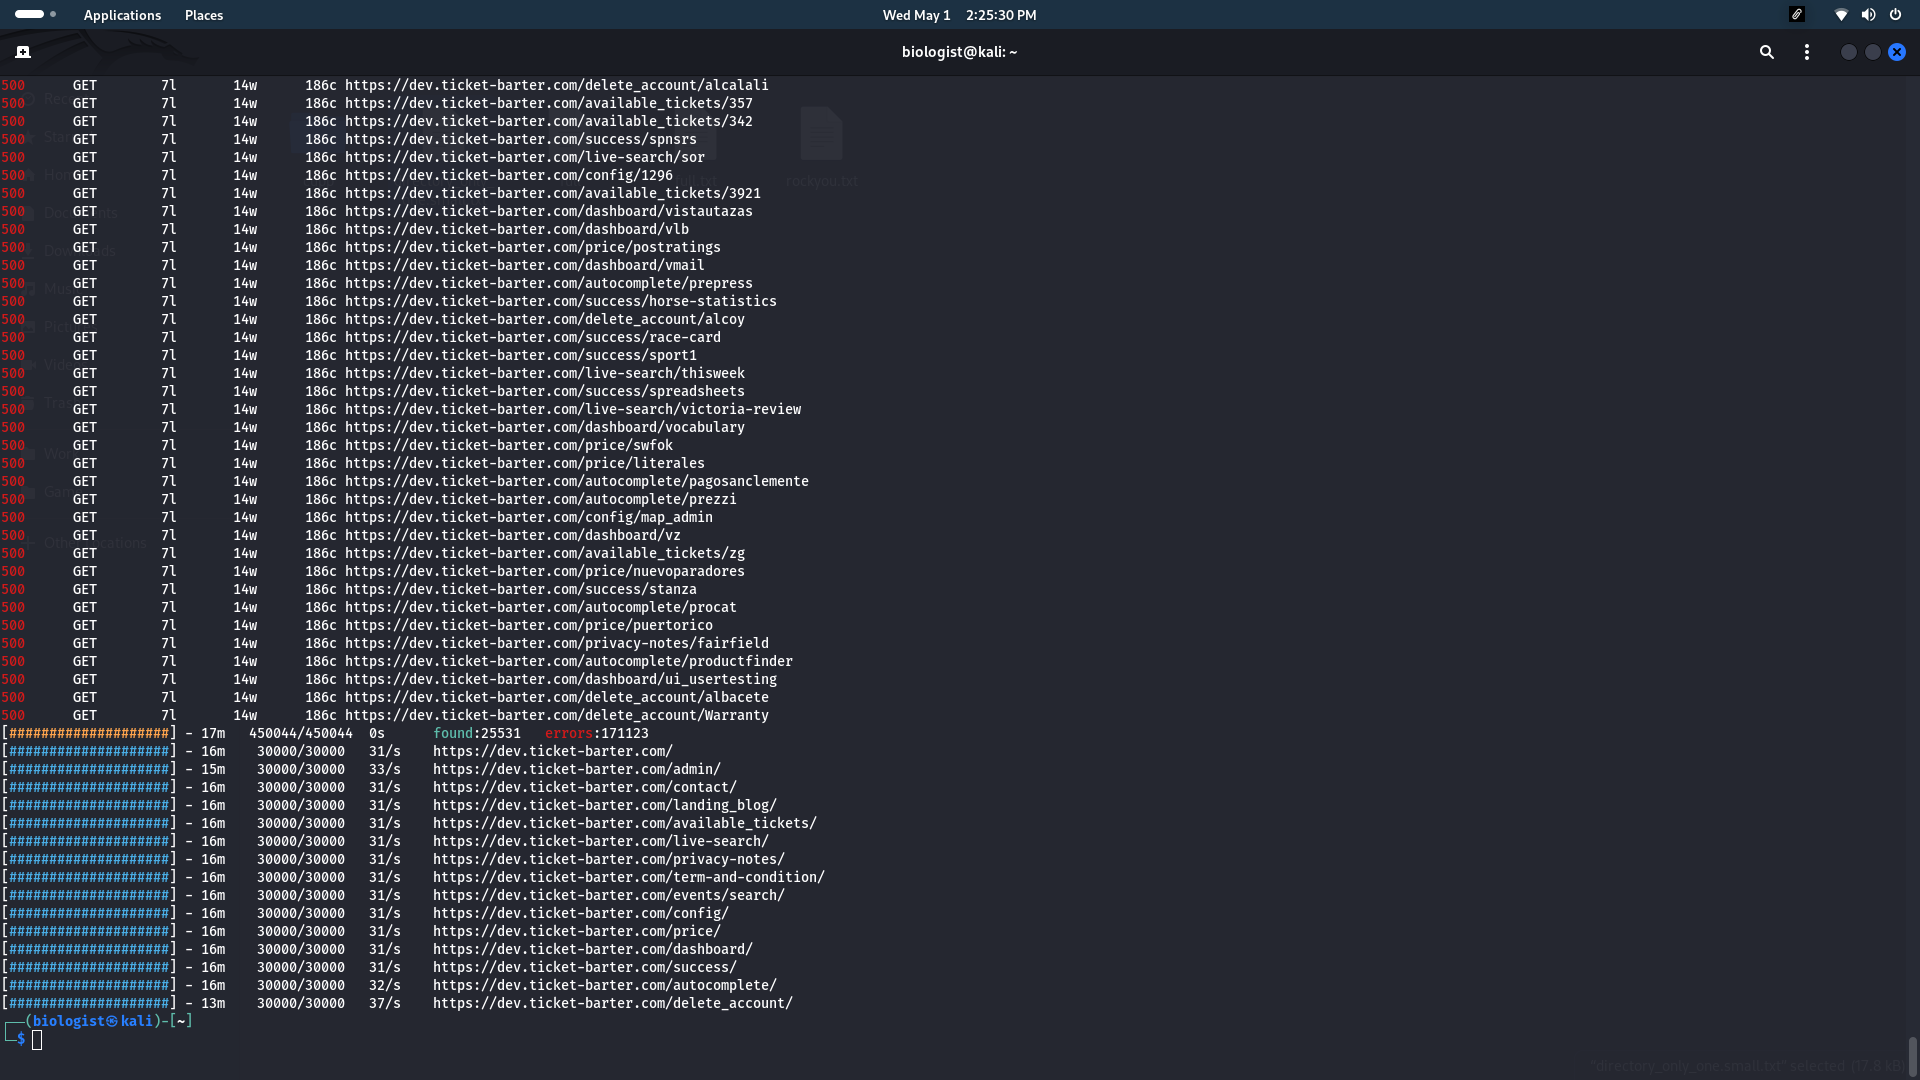 Applications Places Wed May 1 2:25:30 PM
biologist@kali: ~
500 GET 7l 14w 186c https://dev.ticket-barter.com/delete_account/alcalali
500 GET 7l 14w 186c https://dev.ticket-barter.com/available_tickets/357
500 GET 7l 14w 186c https://dev.ticket-barter.com/available_tickets/342
500 GET 7l 14w 186c https://dev.ticket-barter.com/success/spnsrs
500 GET 7l 14w 186c https://dev.ticket-barter.com/live-search/sor
500 GET 7l 14w 186c https://dev.ticket-barter.com/config/1296
rockyou.txt
500 GET 7l 14w 186c https://dev.ticket-barter.com/available_tickets/3921
500 GET 7l 14w 186c https://dev.ticket-barter.com/dashboard/vistautazas
500 GET 7l 14w 186c https://dev.ticket-barter.com/dashboard/vlb
500 GET 7l 14w 186c https://dev.ticket-barter.com/price/postratings
500 GET 7l 14w 186c https://dev.ticket-barter.com/dashboard/vmail
500 GET 7l 14w 186c https://dev.ticket-barter.com/autocomplete/prepress
500 GET 7l 14w 186c https://dev.ticket-barter.com/success/horse-statistics
500 GET 7l 14w 186c https://dev.ticket-barter.com/delete_account/alcoy
500 GET 7l 14w 186c https://dev.ticket-barter.com/success/race-card
500 GET 7l 14w 186c https://dev.ticket-barter.com/success/sport1
500 GET 7l 14w 186c https://dev.ticket-barter.com/live-search/thisweek
500 GET 7l 14w 186c https://dev.ticket-barter.com/success/spreadsheets
500 GET 7l 14w 186c https://dev.ticket-barter.com/live-search/victoria-review
500 GET 7l 14w 186c https://dev.ticket-barter.com/dashboard/vocabulary
500 GET 7l 14w 186c https://dev.ticket-barter.com/price/swfok
500 GET 7l 14w 186c https://dev.ticket-barter.com/price/literales
500 GET 7l 14w 186c https://dev.ticket-barter.com/autocomplete/pagosanclemente
500 GET 7l 14w 186c https://dev.ticket-barter.com/autocomplete/prezzi
500 GET 7l 14w 186c https://dev.ticket-barter.com/config/map_admin
500 GET 7l 14w 186c https://dev.ticket-barter.com/dashboard/vz
500 GET 7l 14w 186c https://dev.ticket-barter.com/available_tickets/zg
500 GET 7l 14w 186c https://dev.ticket-barter.com/price/nuevoparadores
500 GET 7l 14w 186c https://dev.ticket-barter.com/success/stanza
500 GET 7l 14w 186c https://dev.ticket-barter.com/autocomplete/procat
500 GET 7l 14w 186c https://dev.ticket-barter.com/price/puertorico
500 GET 7l 14w 186c https://dev.ticket-barter.com/privacy-notes/fairfield
500 GET 7l 14w 186c https://dev.ticket-barter.com/autocomplete/productfinder
500 GET 7l 14w 186c https://dev.ticket-barter.com/dashboard/ui_usertesting
500 GET 7l 14w 186c https://dev.ticket-barter.com/delete_account/albacete
500 GET 7l 14w 186c https://dev.ticket-barter.com/delete_account/Warranty
[####################] - 17m 450044/450044 0s found:25531 errors:171123
[####################] - 16m 30000/30000 31/s https://dev.ticket-barter.com/
[####################] - 15m 30000/30000 33/s https://dev.ticket-barter.com/admin/
[####################] - 16m 30000/30000 31/s https://dev.ticket-barter.com/contact/
[####################] - 16m 30000/30000 31/s https://dev.ticket-barter.com/landing_blog/
[####################] - 16m 30000/30000 31/s https://dev.ticket-barter.com/available_tickets/
[####################] - 16m 30000/30000 31/s https://dev.ticket-barter.com/live-search/
[####################] - 16m 30000/30000 31/s https://dev.ticket-barter.com/privacy-notes/
[####################] - 16m 30000/30000 31/s https://dev.ticket-barter.com/term-and-condition/
[####################] - 16m 30000/30000 31/s https://dev.ticket-barter.com/events/search/
[####################] - 16m 30000/30000 31/s https://dev.ticket-barter.com/config/
[####################] - 16m 30000/30000 31/s https://dev.ticket-barter.com/price/
[####################] - 16m 30000/30000 31/s https://dev.ticket-barter.com/dashboard/
[####################] - 16m 30000/30000 31/s https://dev.ticket-barter.com/success/
[####################] - 16m 30000/30000 32/s https://dev.ticket-barter.com/autocomplete/
[####################] - 13m 30000/30000 37/s https://dev.ticket-barter.com/delete_account/
┌──(biologist㉿kali)-[~]
└─$
"directory_only_one.small.txt" selected (17.8 kB)